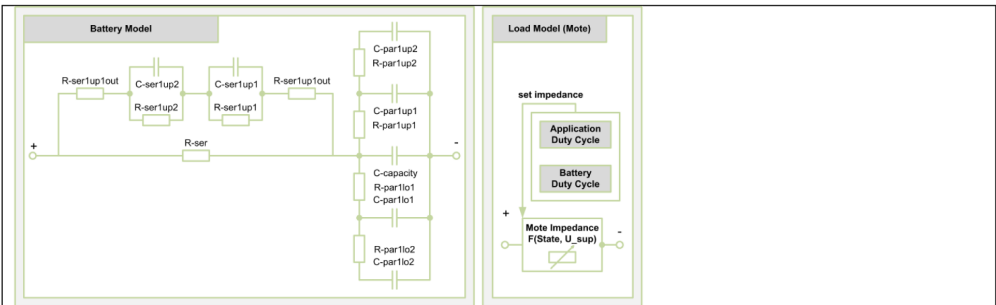 Battery Model
R-ser1up1out
C-ser1up2
C-ser1up1
R-ser1up1out
R-ser1up2
R-ser1up1
R-ser
+
-
C-par1up2
R-par1up2
C-par1up1
R-par1up1
C-capacity
R-par1lo1
C-par1lo1
R-par1lo2
C-par1lo2
Load Model (Mote)
set impedance
Application
Duty Cycle
Battery
Duty Cycle
+
-
Mote Impedance
F(State, U_sup)